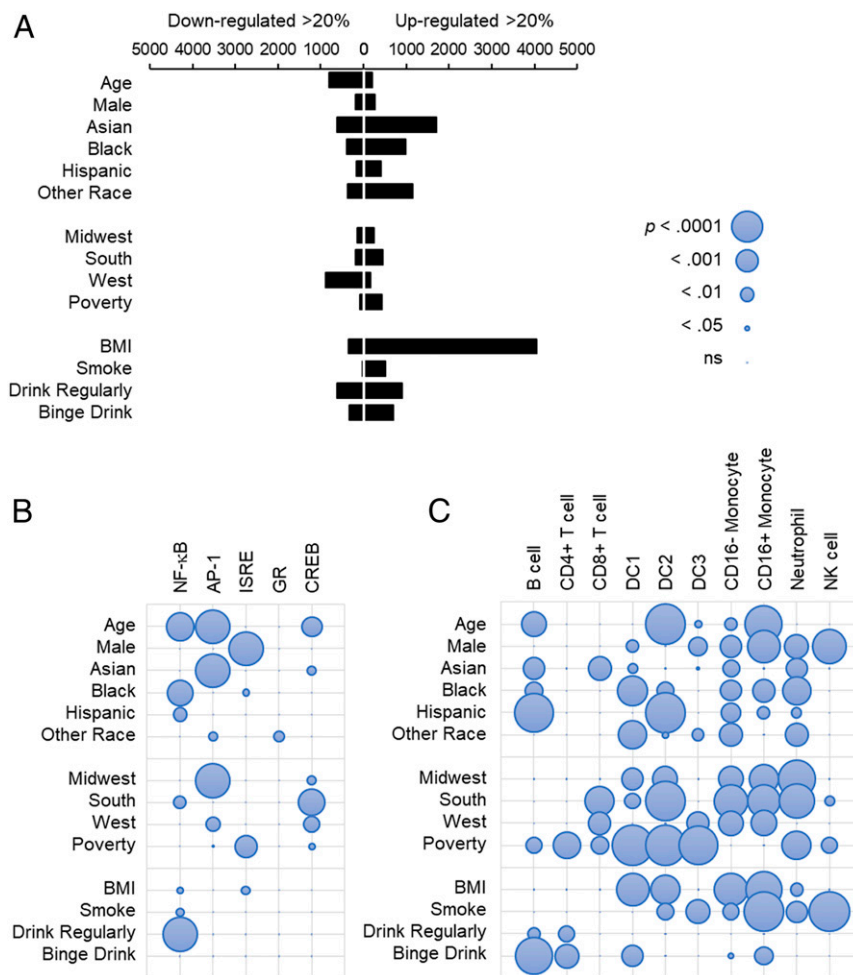 A
Down-regulated >20%
Up-regulated >20%
5000 4000 3000 2000 1000 0 1000 2000 3000 4000 5000
Age
Male
Asian
Black
Hispanic
Other Race
Midwest
South
West
Poverty
BMI
Smoke
Drink Regularly
Binge Drink
p < .0001
< .001
< .01
< .05
ns
B
NF-κB
AP-1
ISRE
GR
CREB
Age
Male
Asian
Black
Hispanic
Other Race
Midwest
South
West
Poverty
BMI
Smoke
Drink Regularly
Binge Drink
C
B cell
CD4+ T cell
CD8+ T cell
DC1
DC2
DC3
CD16- Monocyte
CD16+ Monocyte
Neutrophil
NK cell
Age
Male
Asian
Black
Hispanic
Other Race
Midwest
South
West
Poverty
BMI
Smoke
Drink Regularly
Binge Drink